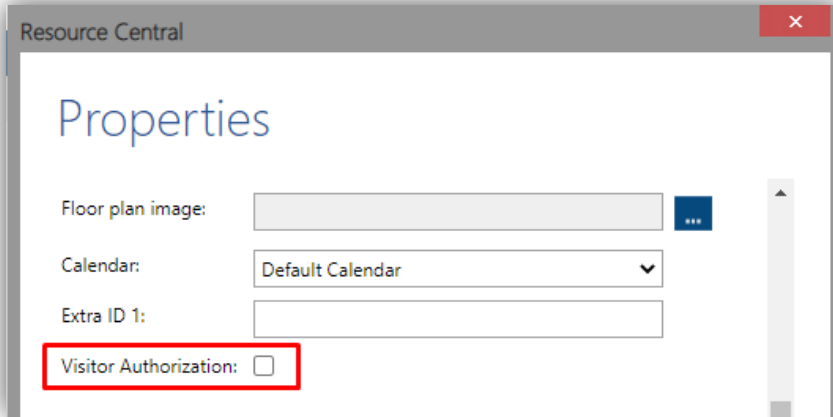 Resource Central
Properties
Floor plan image:
...
Calendar: Default Calendar
Extra ID 1:
Visitor Authorization: